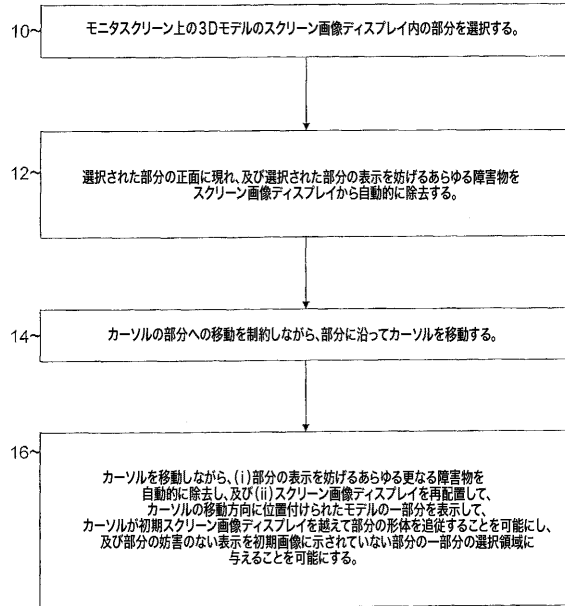 10
モニタスクリーン上の3Dモデルのスクリーン画像ディスプレイ内の部分を選択する。
12
選択された部分の正面に現れ、及び選択された部分の表示を妨げるあらゆる障害物を
スクリーン画像ディスプレイから自動的に除去する。
14
カーソルの部分への移動を制約しながら、部分に沿ってカーソルを移動する。
16
カーソルを移動しながら、(i)部分の表示を妨げるあらゆる更なる障害物を
自動的に除去し、及び(ii)スクリーン画像ディスプレイを再配置して、
カーソルの移動方向に位置付けられたモデルの一部分を表示して、
カーソルが初期スクリーン画像ディスプレイを越えて部分の形体を追従することを可能にし、
及び部分の妨害のない表示を初期画像に示されていない部分の一部分の選択領域に
与えることを可能にする。